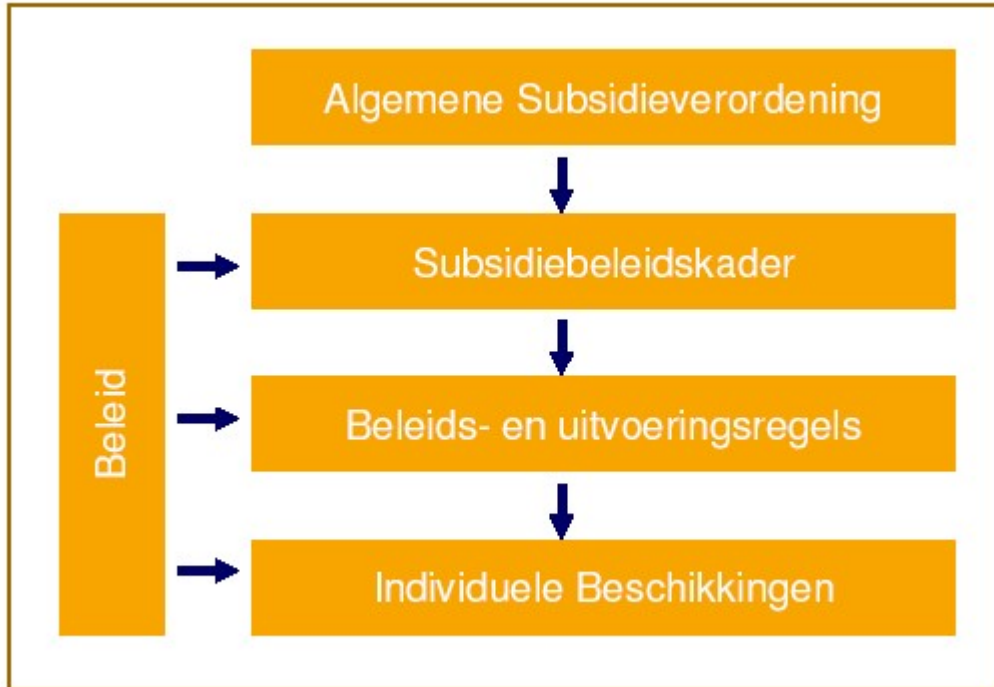 Algemene Subsidieverordening
Subsidiebeleidskader
Beleids- en uitvoeringsregels
Individuele Beschikkingen
Beleid